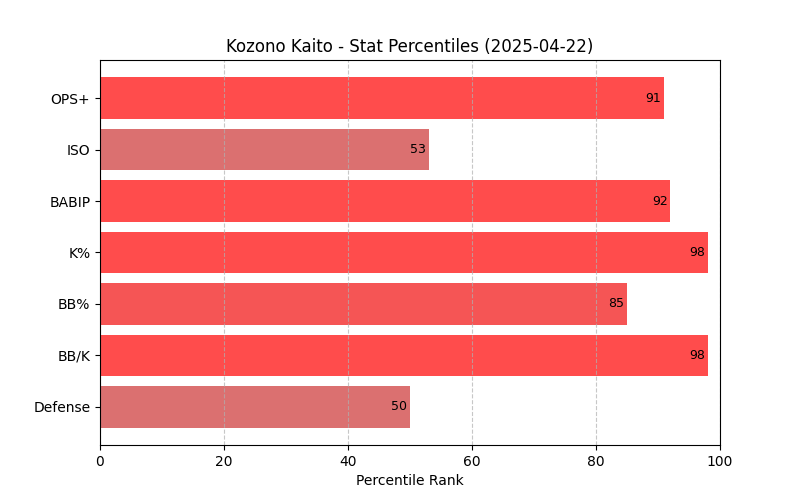 Kozono Kaito - Stat Percentiles (2025-04-22)
OPS+ 91
ISO 53
BABIP 92
K% 98
BB% 85
BB/K 98
Defense 50
0 20 40 60 80 100
Percentile Rank